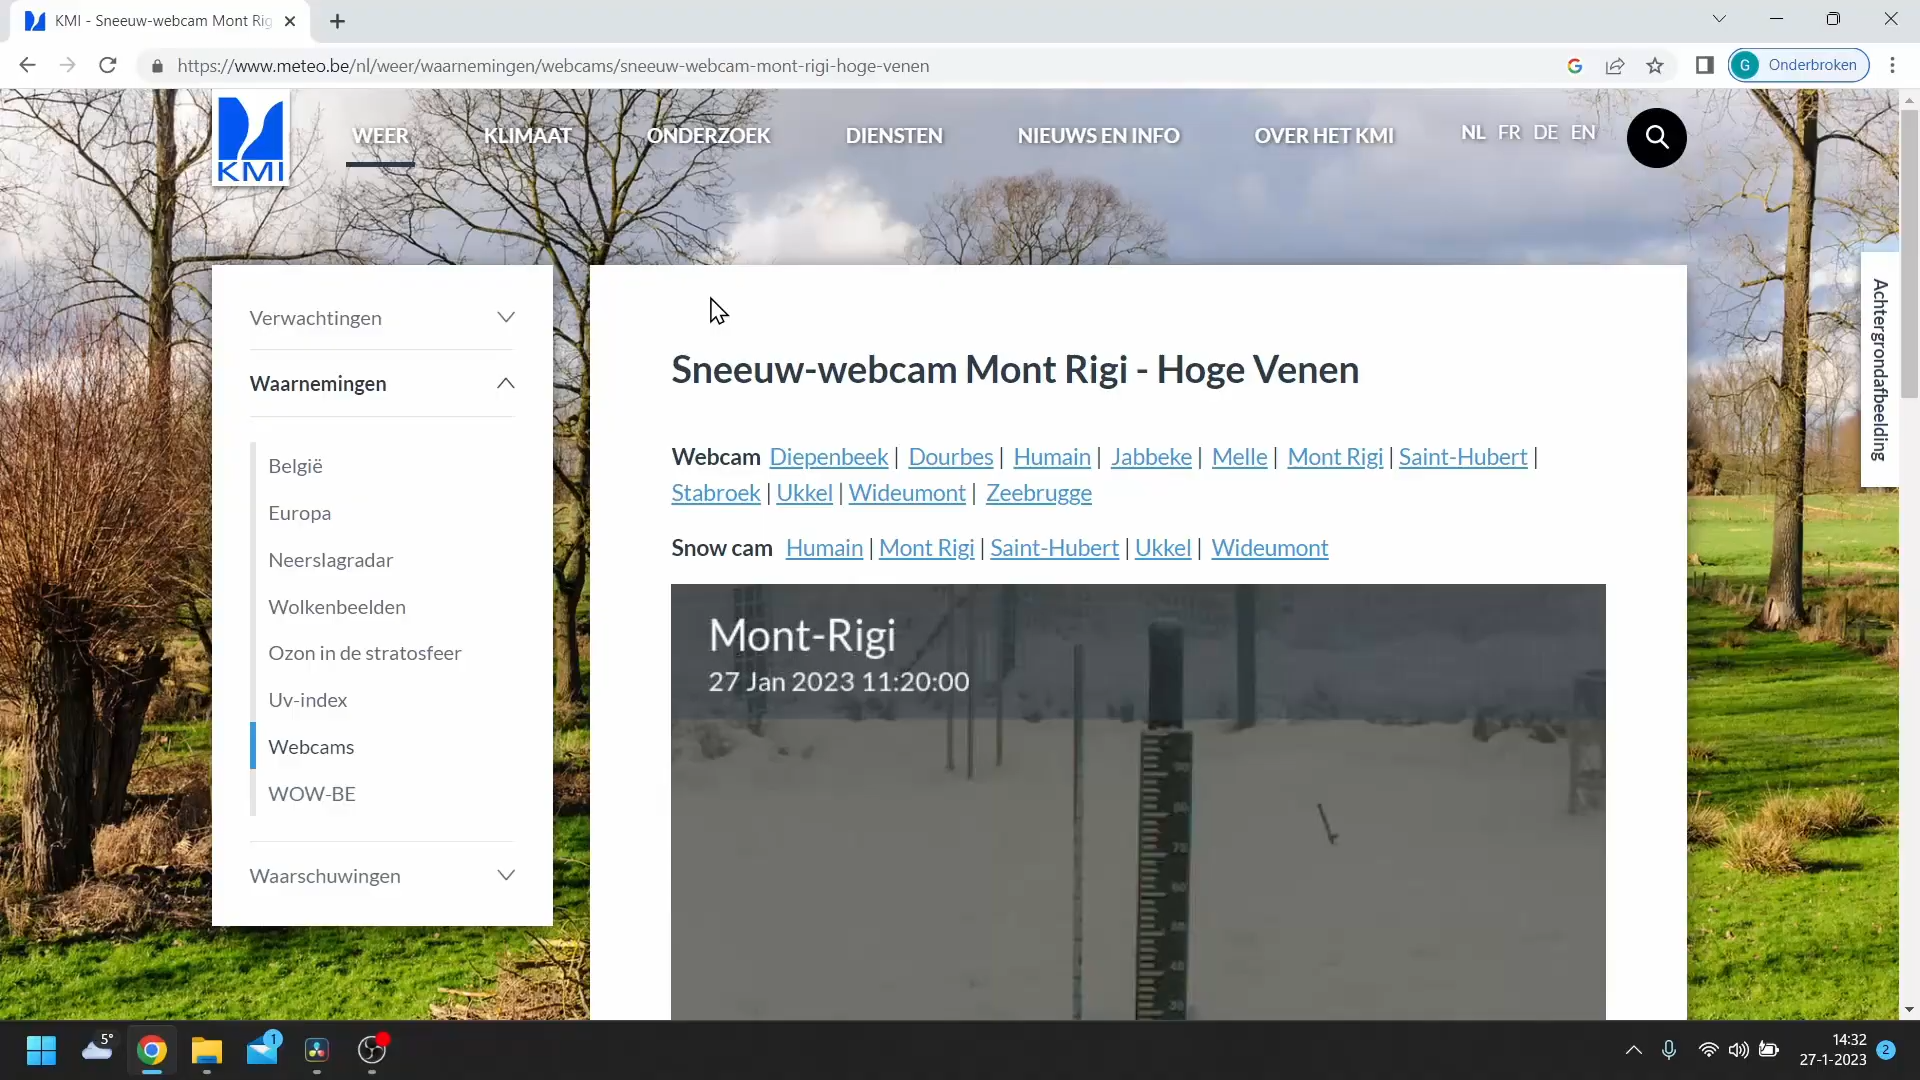 KMI - Sneeuw-webcam Mont Rig
https://www.meteo.be/nl/weer/waarnemingen/webcams/sneeuw-webcam-mont-rigi-hoge-venen
G Onderbroken
KMI
WEER KLIMAAT ONDERZOEK DIENSTEN NIEUWS EN INFO OVER HET KMI NL FR DE EN
Achtergrondafbeelding
Verwachtingen
Waarnemingen
België
Europa
Neerslagradar
Wolkenbeelden
Ozon in de stratosfeer
Uv-index
Webcams
WOW-BE
Waarschuwingen
Sneeuw-webcam Mont Rigi - Hoge Venen
Webcam Diepenbeek | Dourbes | Humain | Jabbeke | Melle | Mont Rigi | Saint-Hubert |
Stabroek | Ukkel | Wideumont | Zeebrugge
Snow cam Humain | Mont Rigi | Saint-Hubert | Ukkel | Wideumont
Mont-Rigi
27 Jan 2023 11:20:00
5°
1
14:32
27-1-2023
2